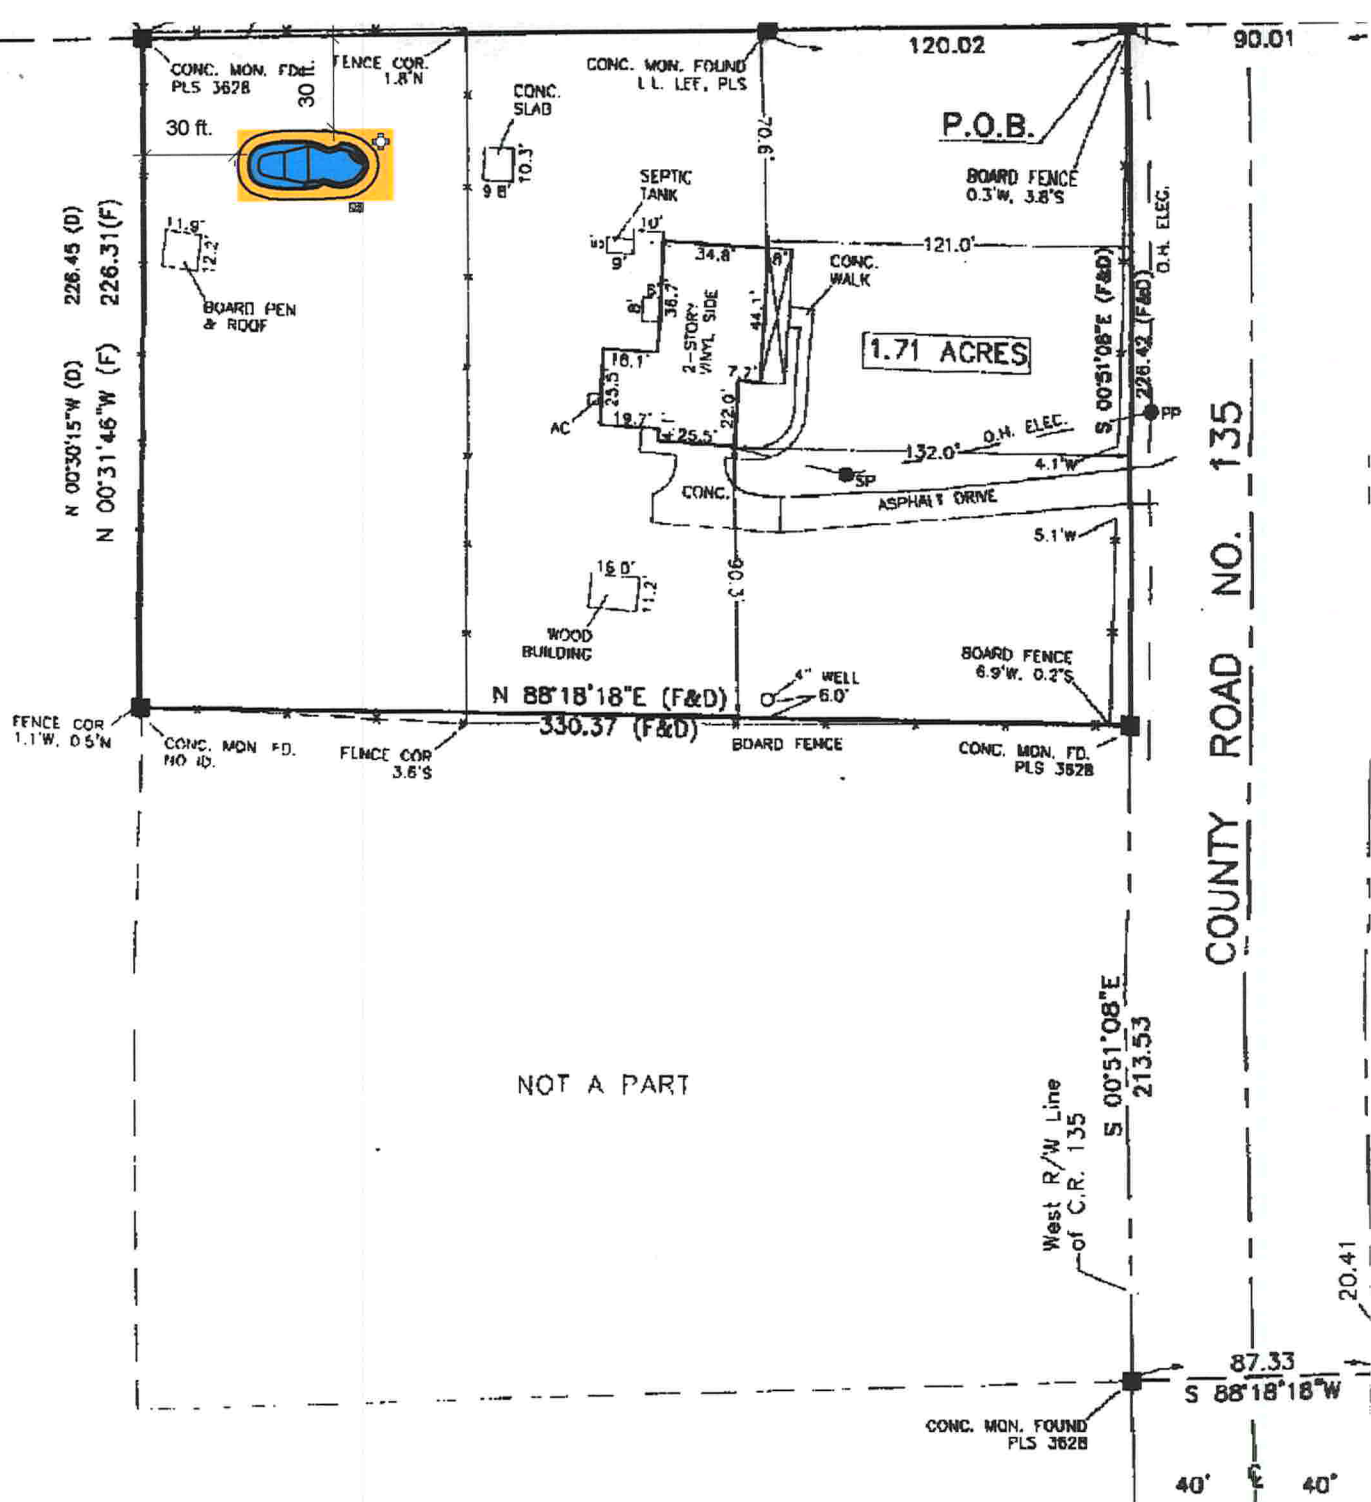 120.02
90.01
CONC. MON. FD.
PLS 3628
30 ft.
FENCE COR.
1.8'N
CONC. MON. FOUND
L.L. LEE, PLS
CONC.
SLAB
30 ft.
10.3'
9.8'
70.6'
P.O.B.
BOARD FENCE
0.3'W, 3.8'S
O.H. ELEC.
SEPTIC
TANK
10'
9'
11.9'
12.2'
BOARD PEN
& ROOF
34.8'
8'
121.0'
CONC.
WALK
36.7'
8'
2-STORY
VINYL SIDE
44.1'
1.71 ACRES
S 00°51'08"E (F&D)
226.42 (F&D)
226.45 (D)
226.31(F)
N 00°30'15"W (D)
N 00°31'46"W (F)
25.5'
7.7'
22.0'
AC
19.7'
25.5'
132.0'
O.H. ELEC.
PP
4.1'W
SP
CONC.
ASPHALT DRIVE
5.1'W
COUNTY ROAD NO. 135
16.0'
11.2'
90.3'
WOOD
BUILDING
BOARD FENCE
6.9'W, 0.2'S
4" WELL
6.0'
N 88°18'18"E (F&D)
330.37 (F&D)
BOARD FENCE
FENCE COR
1.1'W, 0.5'N
CONC. MON. FD.
NO ID.
FENCE COR
3.6'S
CONC. MON. FD.
PLS 3628
NOT A PART
S 00°51'08"E
213.53
West R/W Line
of C.R. 135
20.41
87.33
S 88°18'18"W
CONC. MON. FOUND
PLS 3628
40'
40'